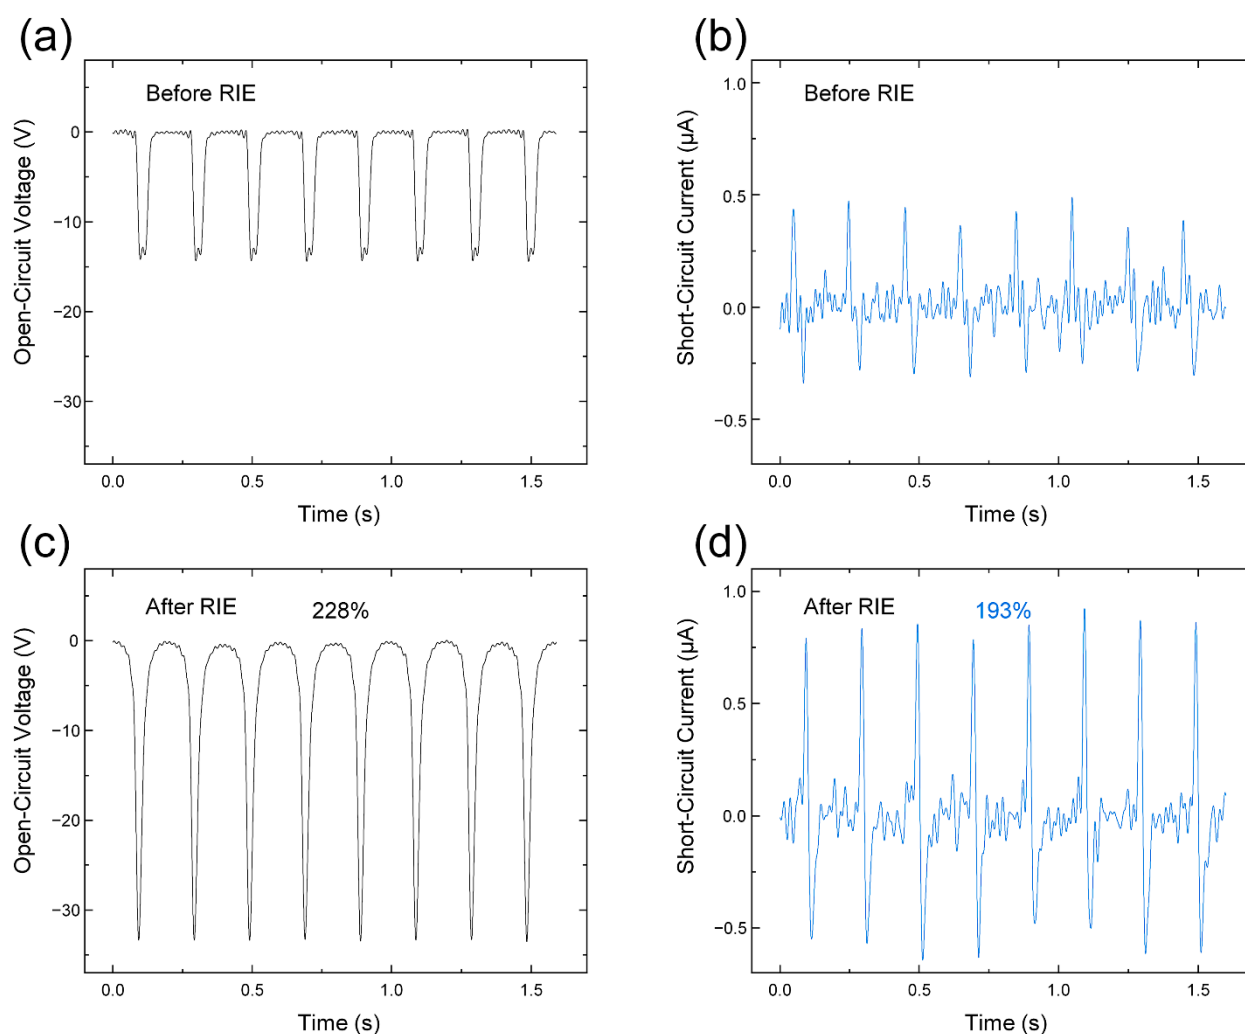 (a)
Before RIE
Open-Circuit Voltage (V)
0
−10
−20
−30
0.0 0.5 1.0 1.5
Time (s)
(b)
Before RIE
Short-Circuit Current (µA)
1.0
0.5
0.0
−0.5
0.0 0.5 1.0 1.5
Time (s)
(c)
After RIE 228%
Open-Circuit Voltage (V)
0
−10
−20
−30
0.0 0.5 1.0 1.5
Time (s)
(d)
After RIE 193%
Short-Circuit Current (µA)
1.0
0.5
0.0
−0.5
0.0 0.5 1.0 1.5
Time (s)